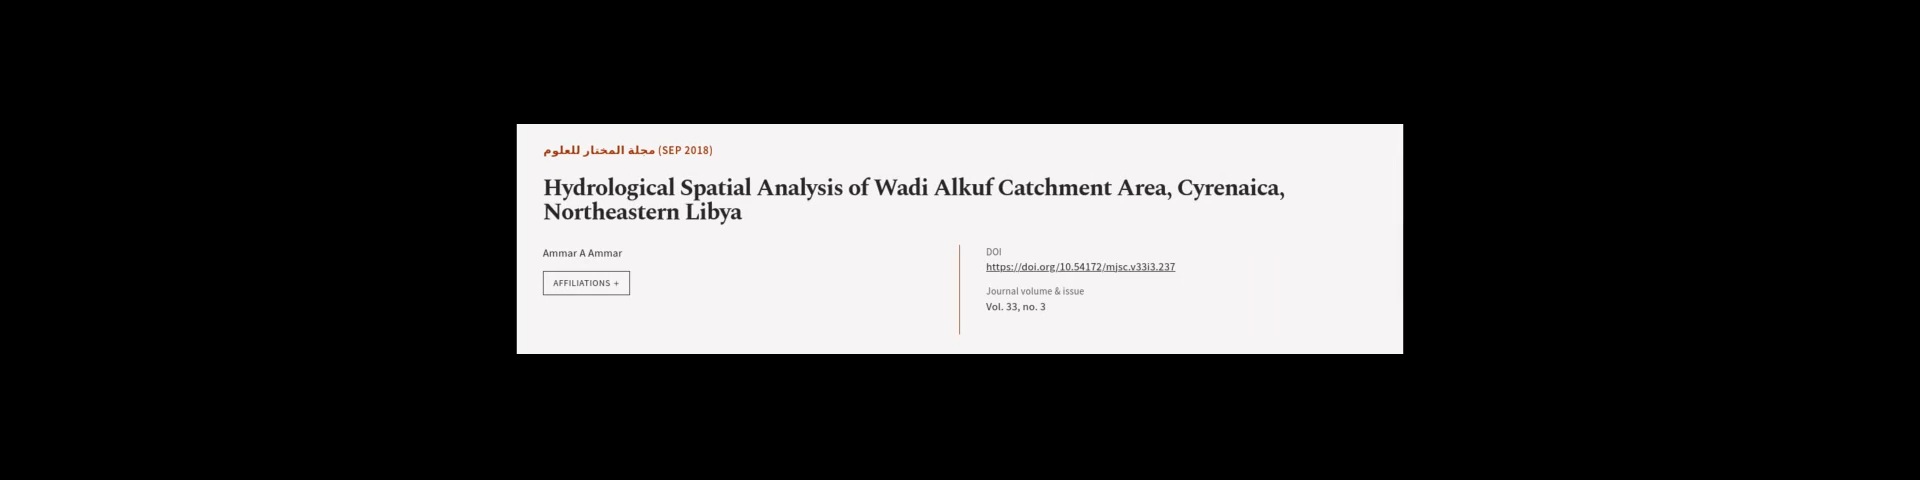 مجلة المختار للعلوم (SEP 2018)
Hydrological Spatial Analysis of Wadi Alkuf Catchment Area, Cyrenaica,
Northeastern Libya
Ammar A Ammar
AFFILIATIONS +
DOI
https://doi.org/10.54172/mjsc.v33i3.237
Journal volume & issue
Vol. 33, no. 3